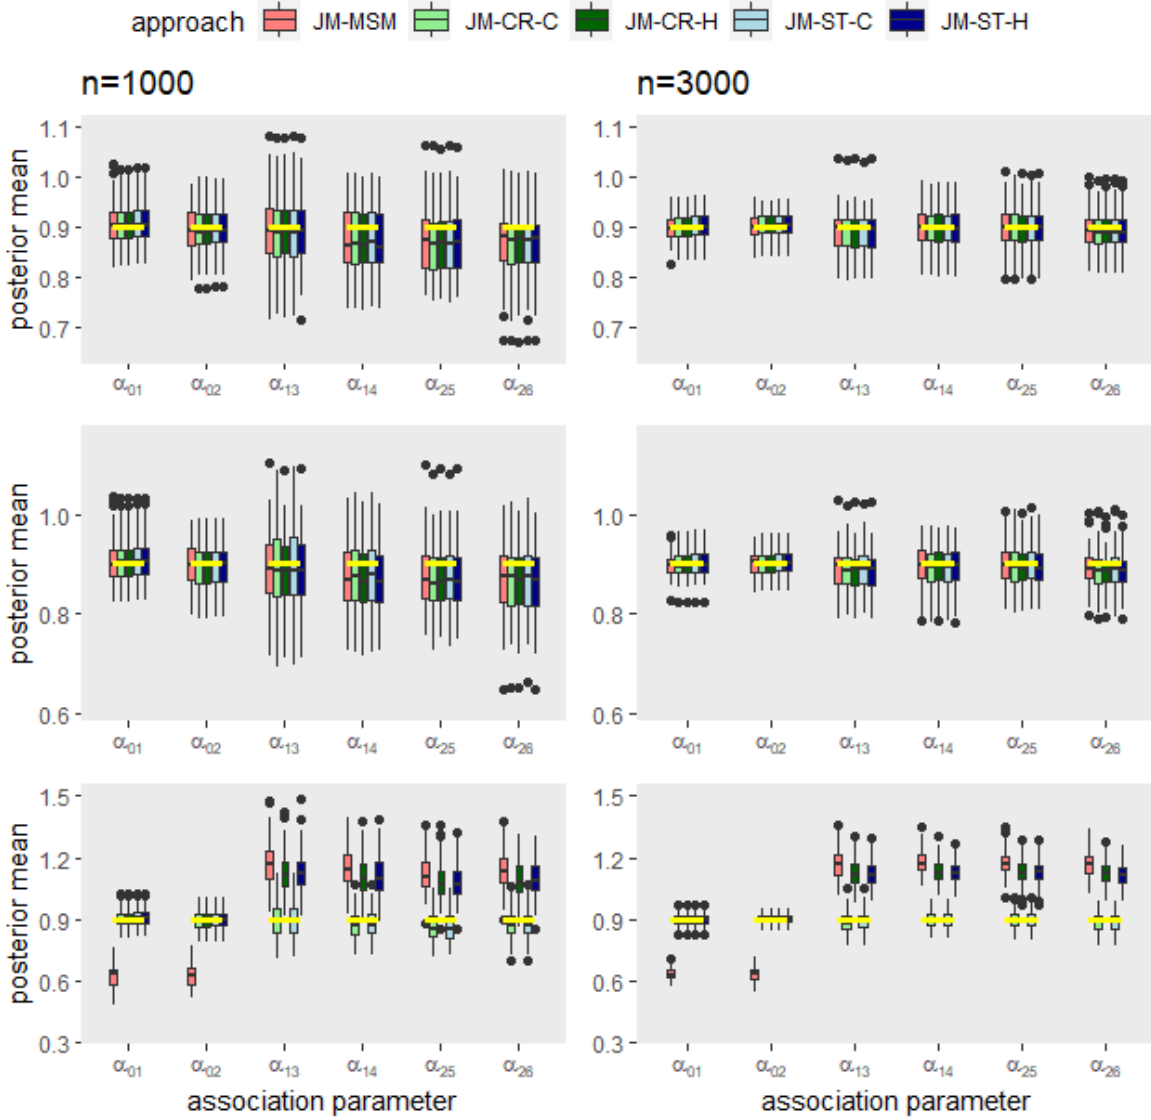 approach JM-MSM JM-CR-C JM-CR-H JM-ST-C JM-ST-H
n=1000 n=3000
posterior mean
1.1
1.0
0.9
0.8
0.7
α01 α02 α13 α14 α25 α26
1.1
1.0
0.9
0.8
0.7
α01 α02 α13 α14 α25 α26
posterior mean
1.0
0.8
0.6
α01 α02 α13 α14 α25 α26
1.0
0.8
0.6
α01 α02 α13 α14 α25 α26
posterior mean
1.5
1.2
0.9
0.6
0.3
α01 α02 α13 α14 α25 α26
association parameter
1.5
1.2
0.9
0.6
0.3
α01 α02 α13 α14 α25 α26
association parameter